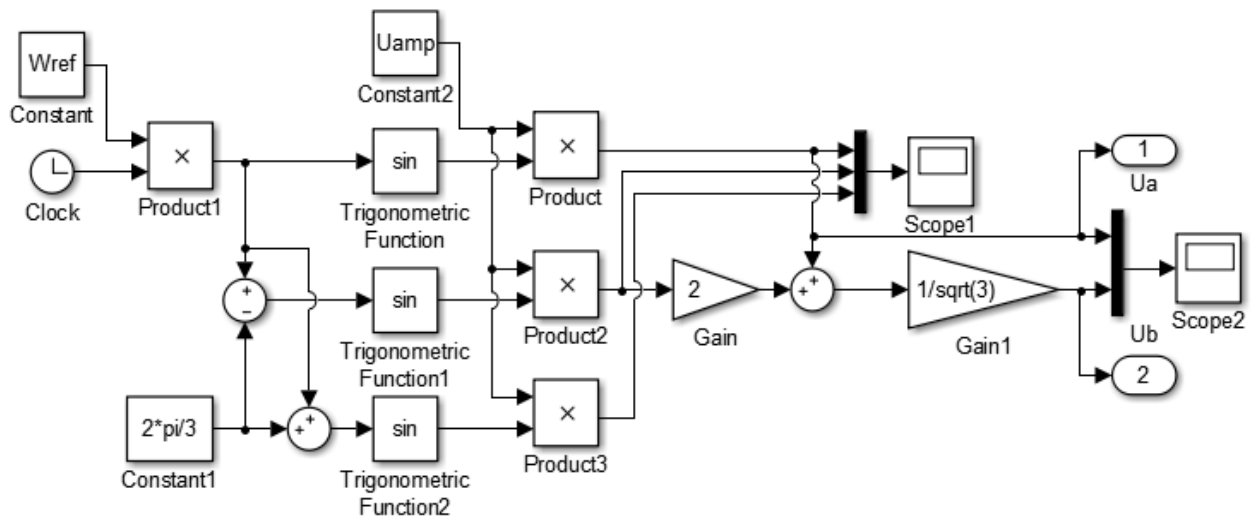 Wref
Constant
Clock
×
Product1
Uamp
Constant2
sin
Trigonometric
Function
×
Product
Scope1
1
Ua
+
−
sin
Trigonometric
Function1
×
Product2
2
Gain
+
+
1/sqrt(3)
Gain1
Ub
2
Scope2
2*pi/3
Constant1
+
+
sin
Trigonometric
Function2
×
Product3